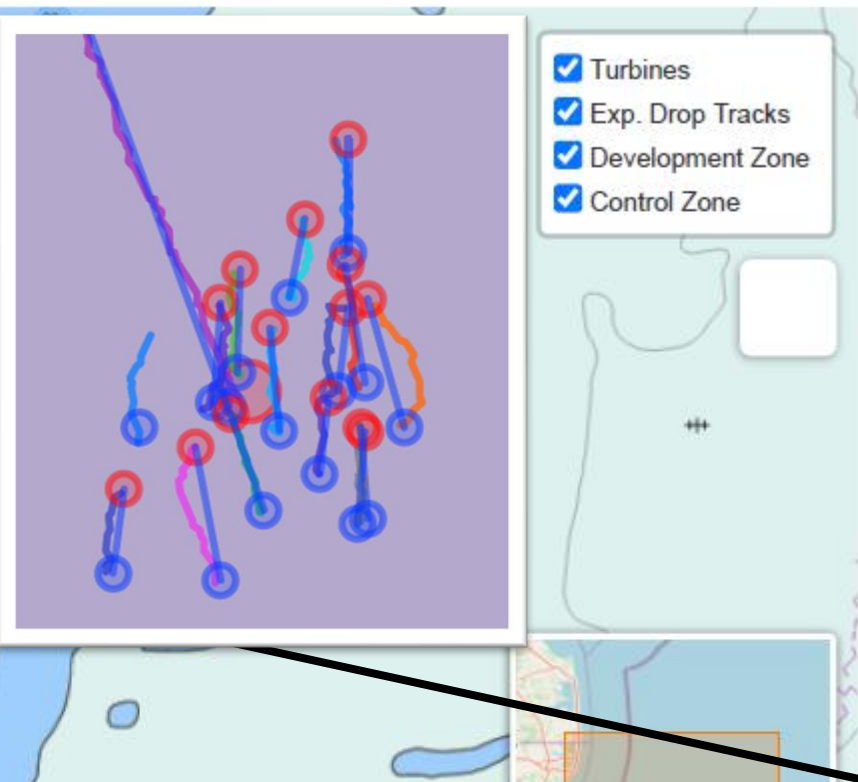 Turbines
Exp. Drop Tracks
Development Zone
Control Zone